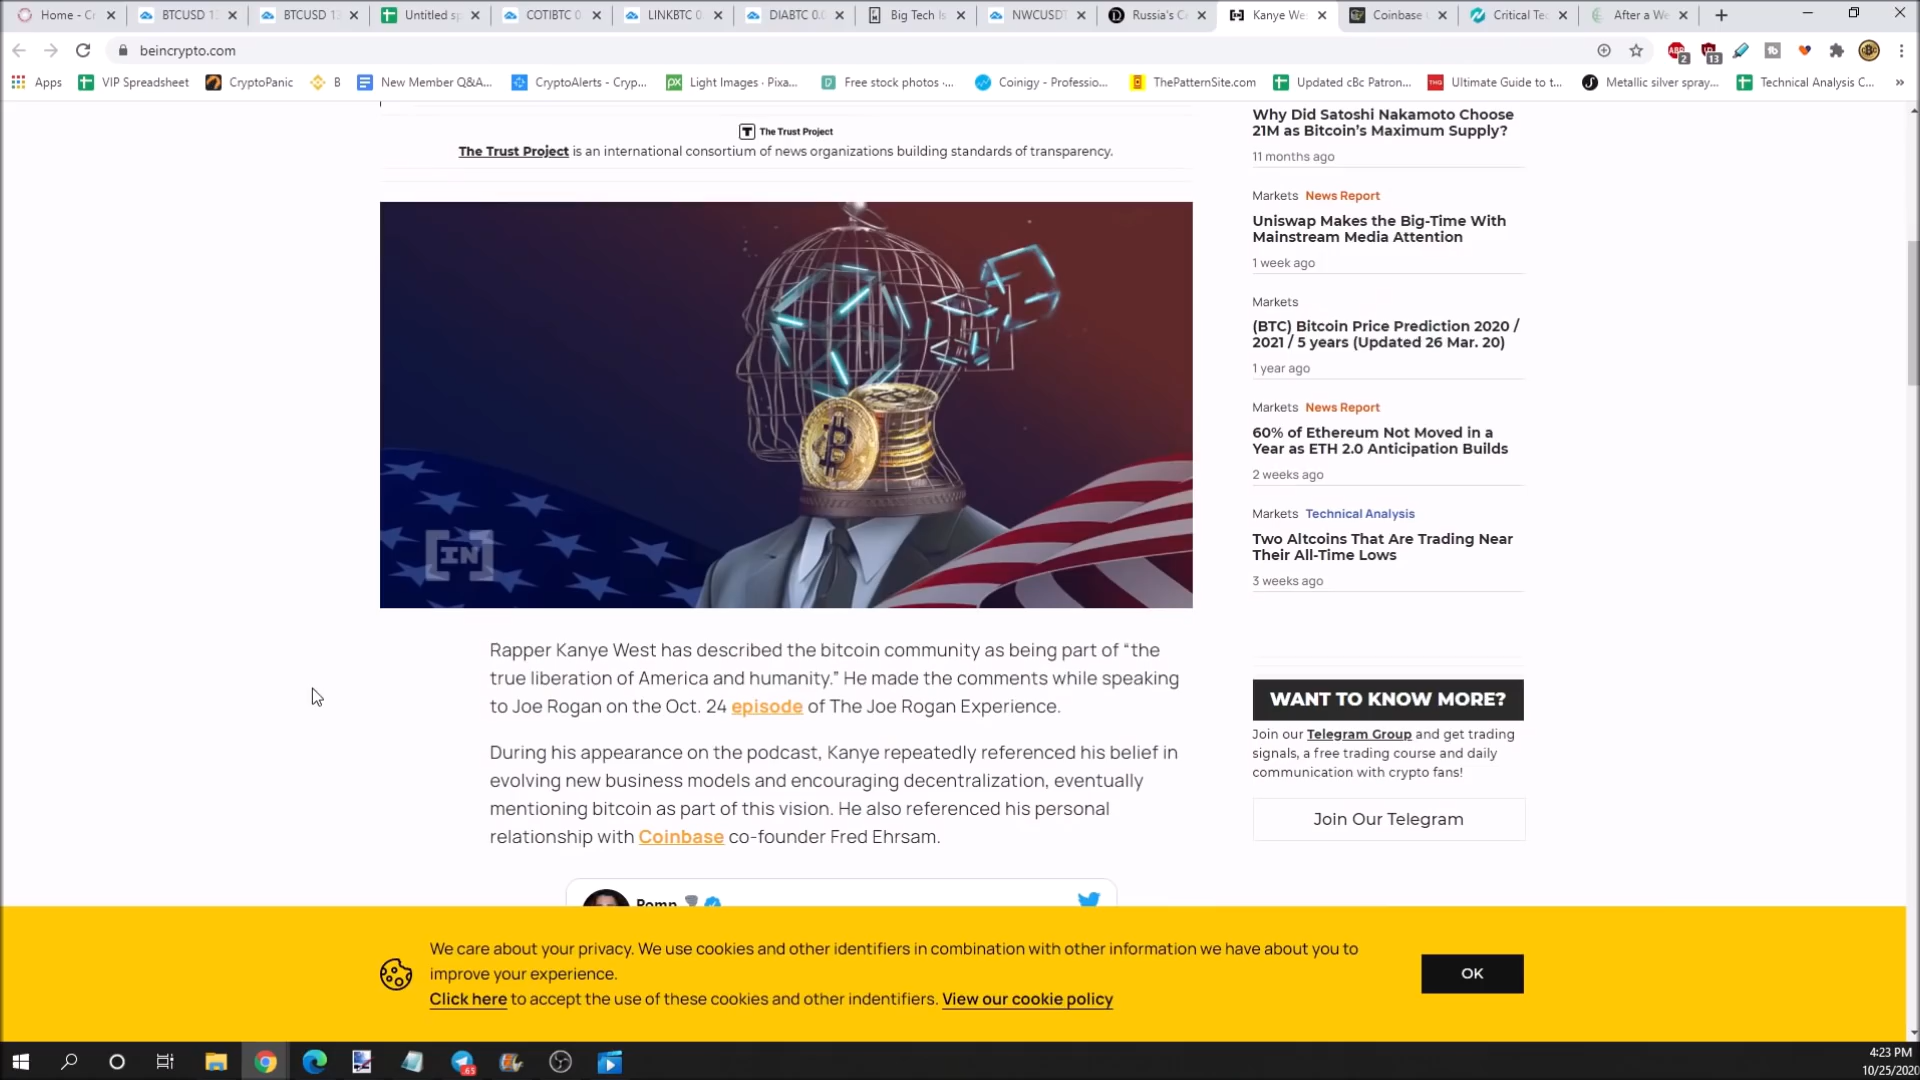 Home - Cr
BTCUSD 13
BTCUSD 13
Untitled sp
COTIBTC 0
LINKBTC 0
DIABTC 0.0
Big Tech Is
NWCUSDT
Russia's Ce
Kanye Wes
Coinbase
Critical Tec
After a We
beincrypto.com
2
13
Apps
VIP Spreadsheet
CryptoPanic
B
New Member Q&A...
CryptoAlerts - Cryp...
Light Images · Pixa...
Free stock photos ·...
Coinigy - Professio...
ThePatternSite.com
Updated cBc Patron...
Ultimate Guide to t...
Metallic silver spray...
Technical Analysis C...
»
The Trust Project
The Trust Project is an international consortium of news organizations building standards of transparency.
IN
Rapper Kanye West has described the bitcoin community as being part of “the
true liberation of America and humanity.” He made the comments while speaking
to Joe Rogan on the Oct. 24 episode of The Joe Rogan Experience.
During his appearance on the podcast, Kanye repeatedly referenced his belief in
evolving new business models and encouraging decentralization, eventually
mentioning bitcoin as part of this vision. He also referenced his personal
relationship with Coinbase co-founder Fred Ehrsam.
Why Did Satoshi Nakamoto Choose
21M as Bitcoin’s Maximum Supply?
11 months ago
Markets News Report
Uniswap Makes the Big-Time With
Mainstream Media Attention
1 week ago
Markets
(BTC) Bitcoin Price Prediction 2020 /
2021 / 5 years (Updated 26 Mar. 20)
1 year ago
Markets News Report
60% of Ethereum Not Moved in a
Year as ETH 2.0 Anticipation Builds
2 weeks ago
Markets Technical Analysis
Two Altcoins That Are Trading Near
Their All-Time Lows
3 weeks ago
WANT TO KNOW MORE?
Join our Telegram Group and get trading
signals, a free trading course and daily
communication with crypto fans!
Join Our Telegram
We care about your privacy. We use cookies and other identifiers in combination with other information we have about you to
improve your experience.
Click here to accept the use of these cookies and other indentifiers. View our cookie policy
OK
4:23 PM
10/25/2020